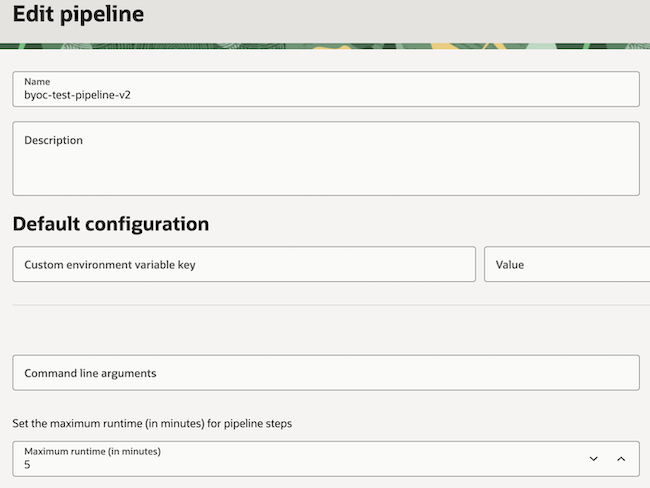 Edit pipeline
Name
byoc-test-pipeline-v2
Description
Default configuration
Custom environment variable key
Value
Command line arguments
Set the maximum runtime (in minutes) for pipeline steps
Maximum runtime (in minutes)
5